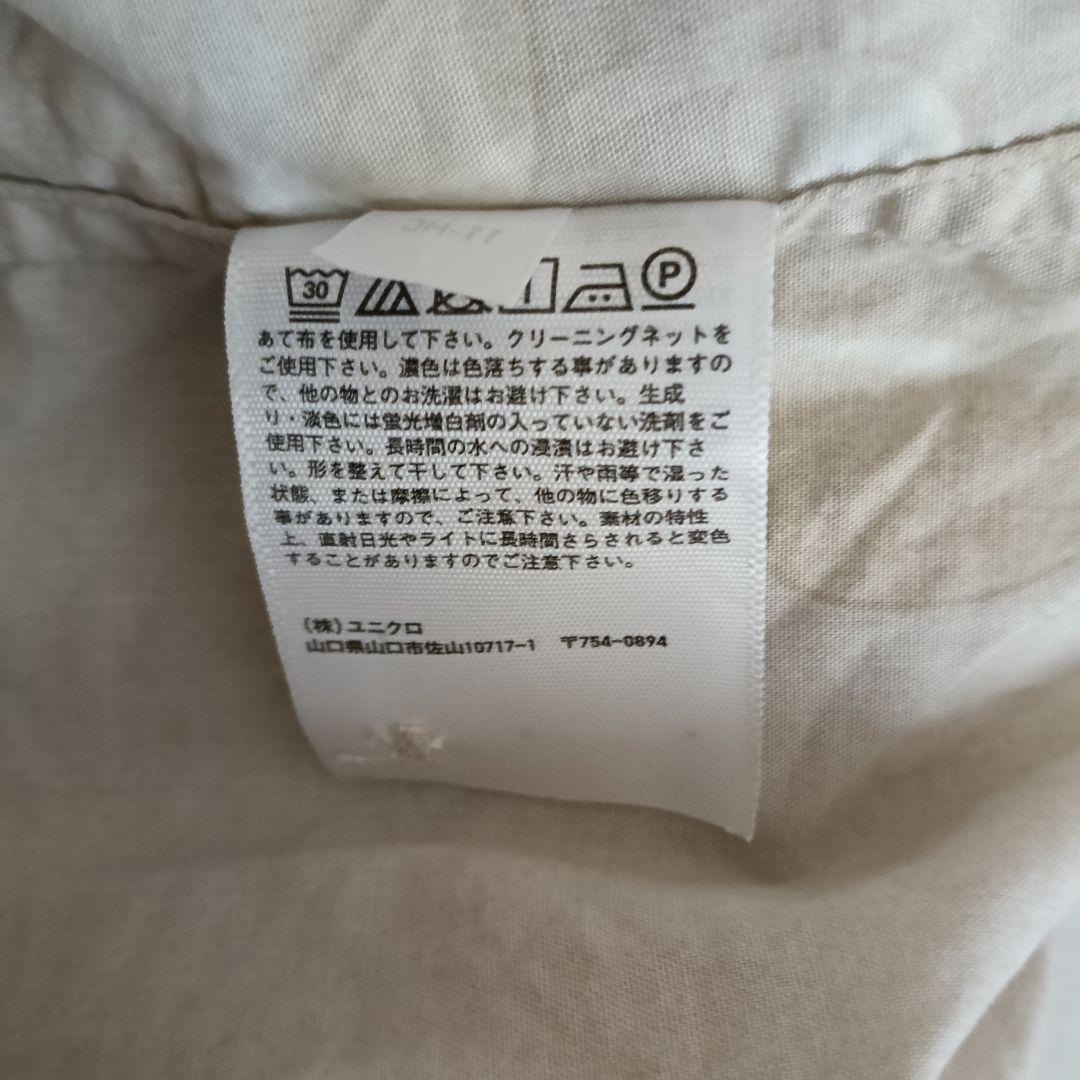 30 P
あて布を使用して下さい。クリーニングネットを
ご使用下さい。濃色は色落ちする事がありますの
で、他の物とのお洗濯はお避け下さい。生成
り・淡色には蛍光増白剤の入っていない洗剤をご
使用下さい。長時間の水への浸漬はお避け下さ
い。形を整えて干して下さい。汗や雨等で湿った
状態、または摩擦によって、他の物に色移りする
事がありますので、ご注意下さい。素材の特性
上、直射日光やライトに長時間さらされると変色
することがありますのでご注意下さい。
(株)ユニクロ
山口県山口市佐山10717-1 〒754-0894